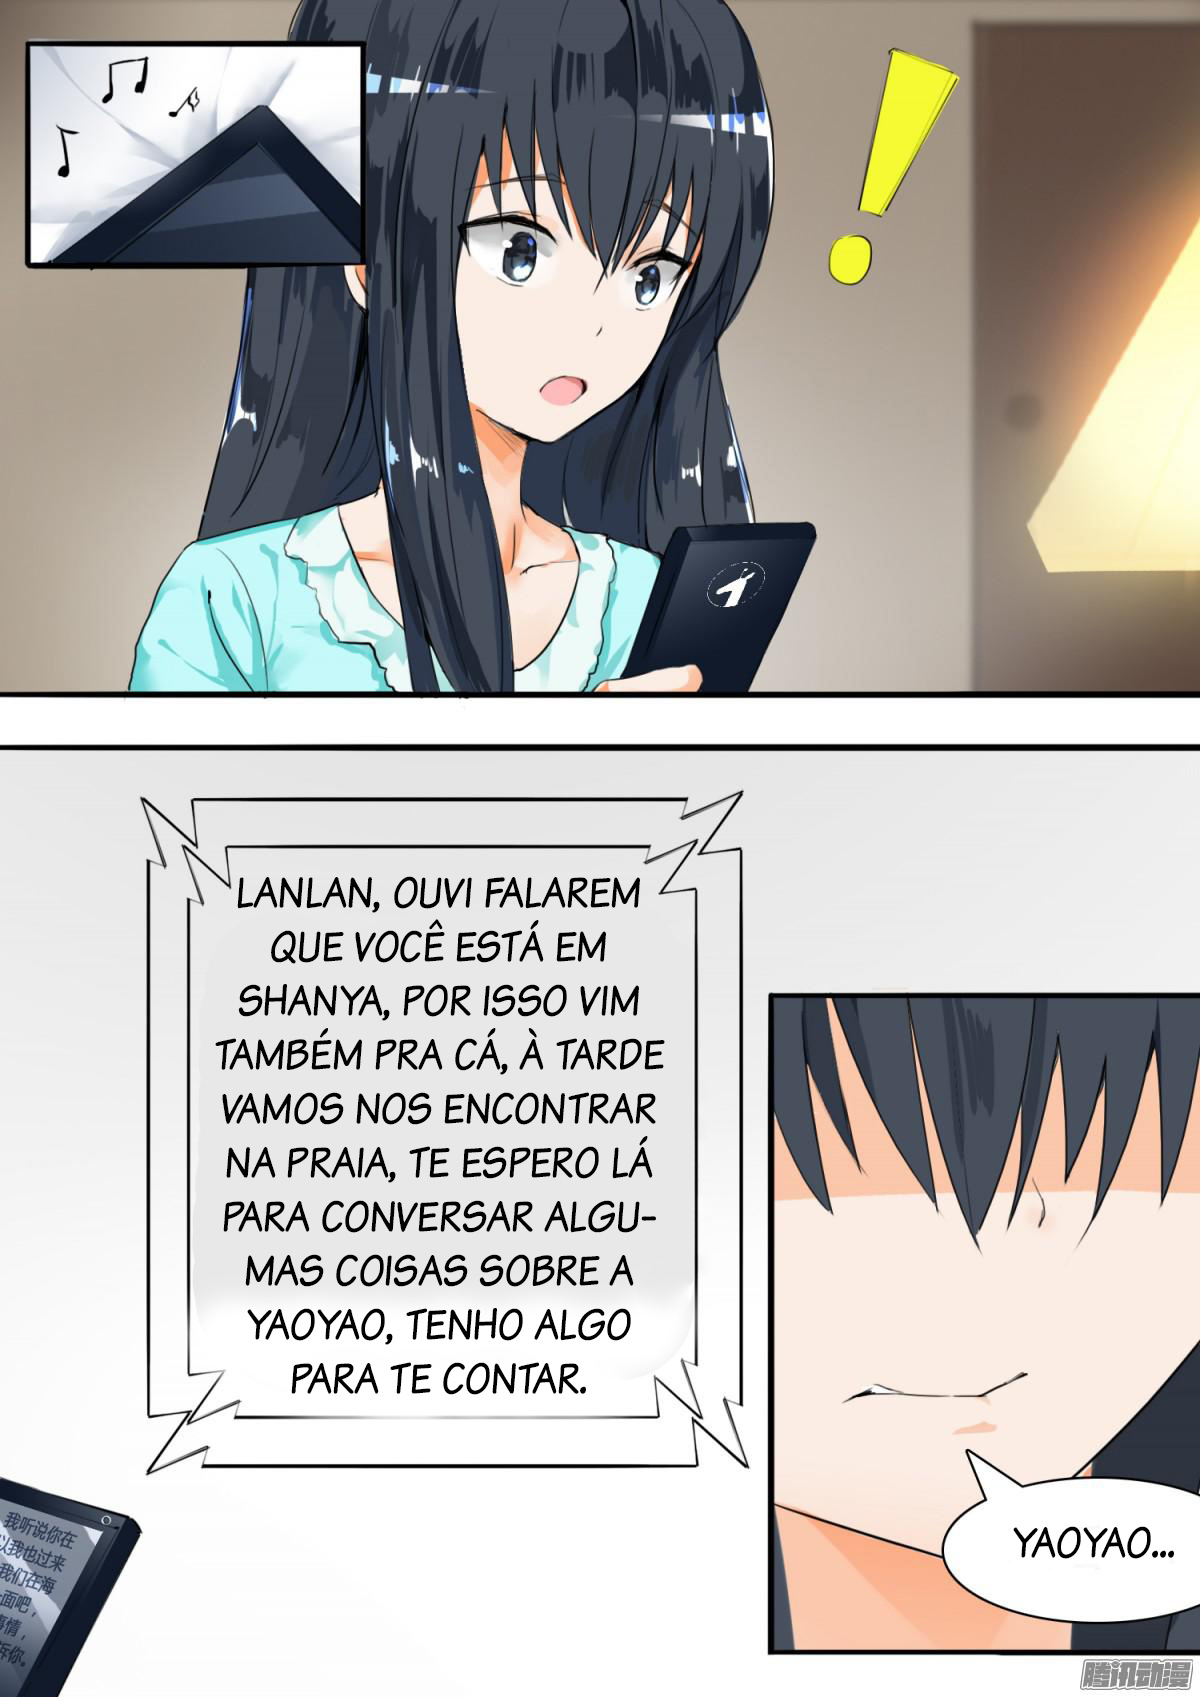 LANLAN, OUVI FALAREM
QUE VOCÊ ESTÁ EM
SHANYA, POR ISSO VIM
TAMBÉM PRA CÁ, À TARDE
VAMOS NOS ENCONTRAR
NA PRAIA, TE ESPERO LÁ
PARA CONVERSAR ALGU-
MAS COISAS SOBRE A
YAOYAO, TENHO ALGO
PARA TE CONTAR.
YAOYAO...
我听说你在
以我也过来
我们在海
面吧，
事情，
诉你。
腾讯动漫